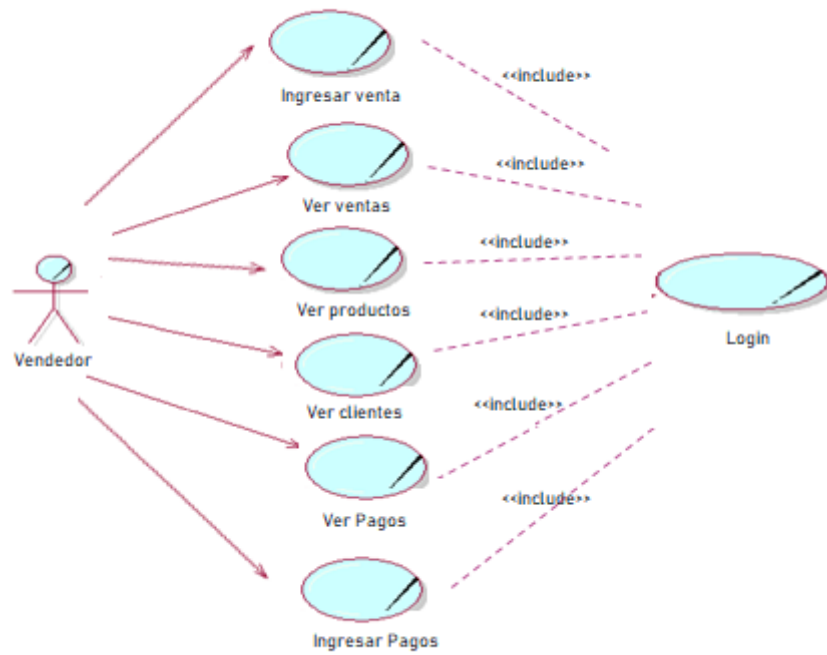 Ingresar venta
<<include>>
Ver ventas
<<include>>
Ver productos
<<include>>
Vendedor
Ver clientes
<<include>>
Login
Ver Pagos
<<include>>
Ingresar Pagos
<<include>>